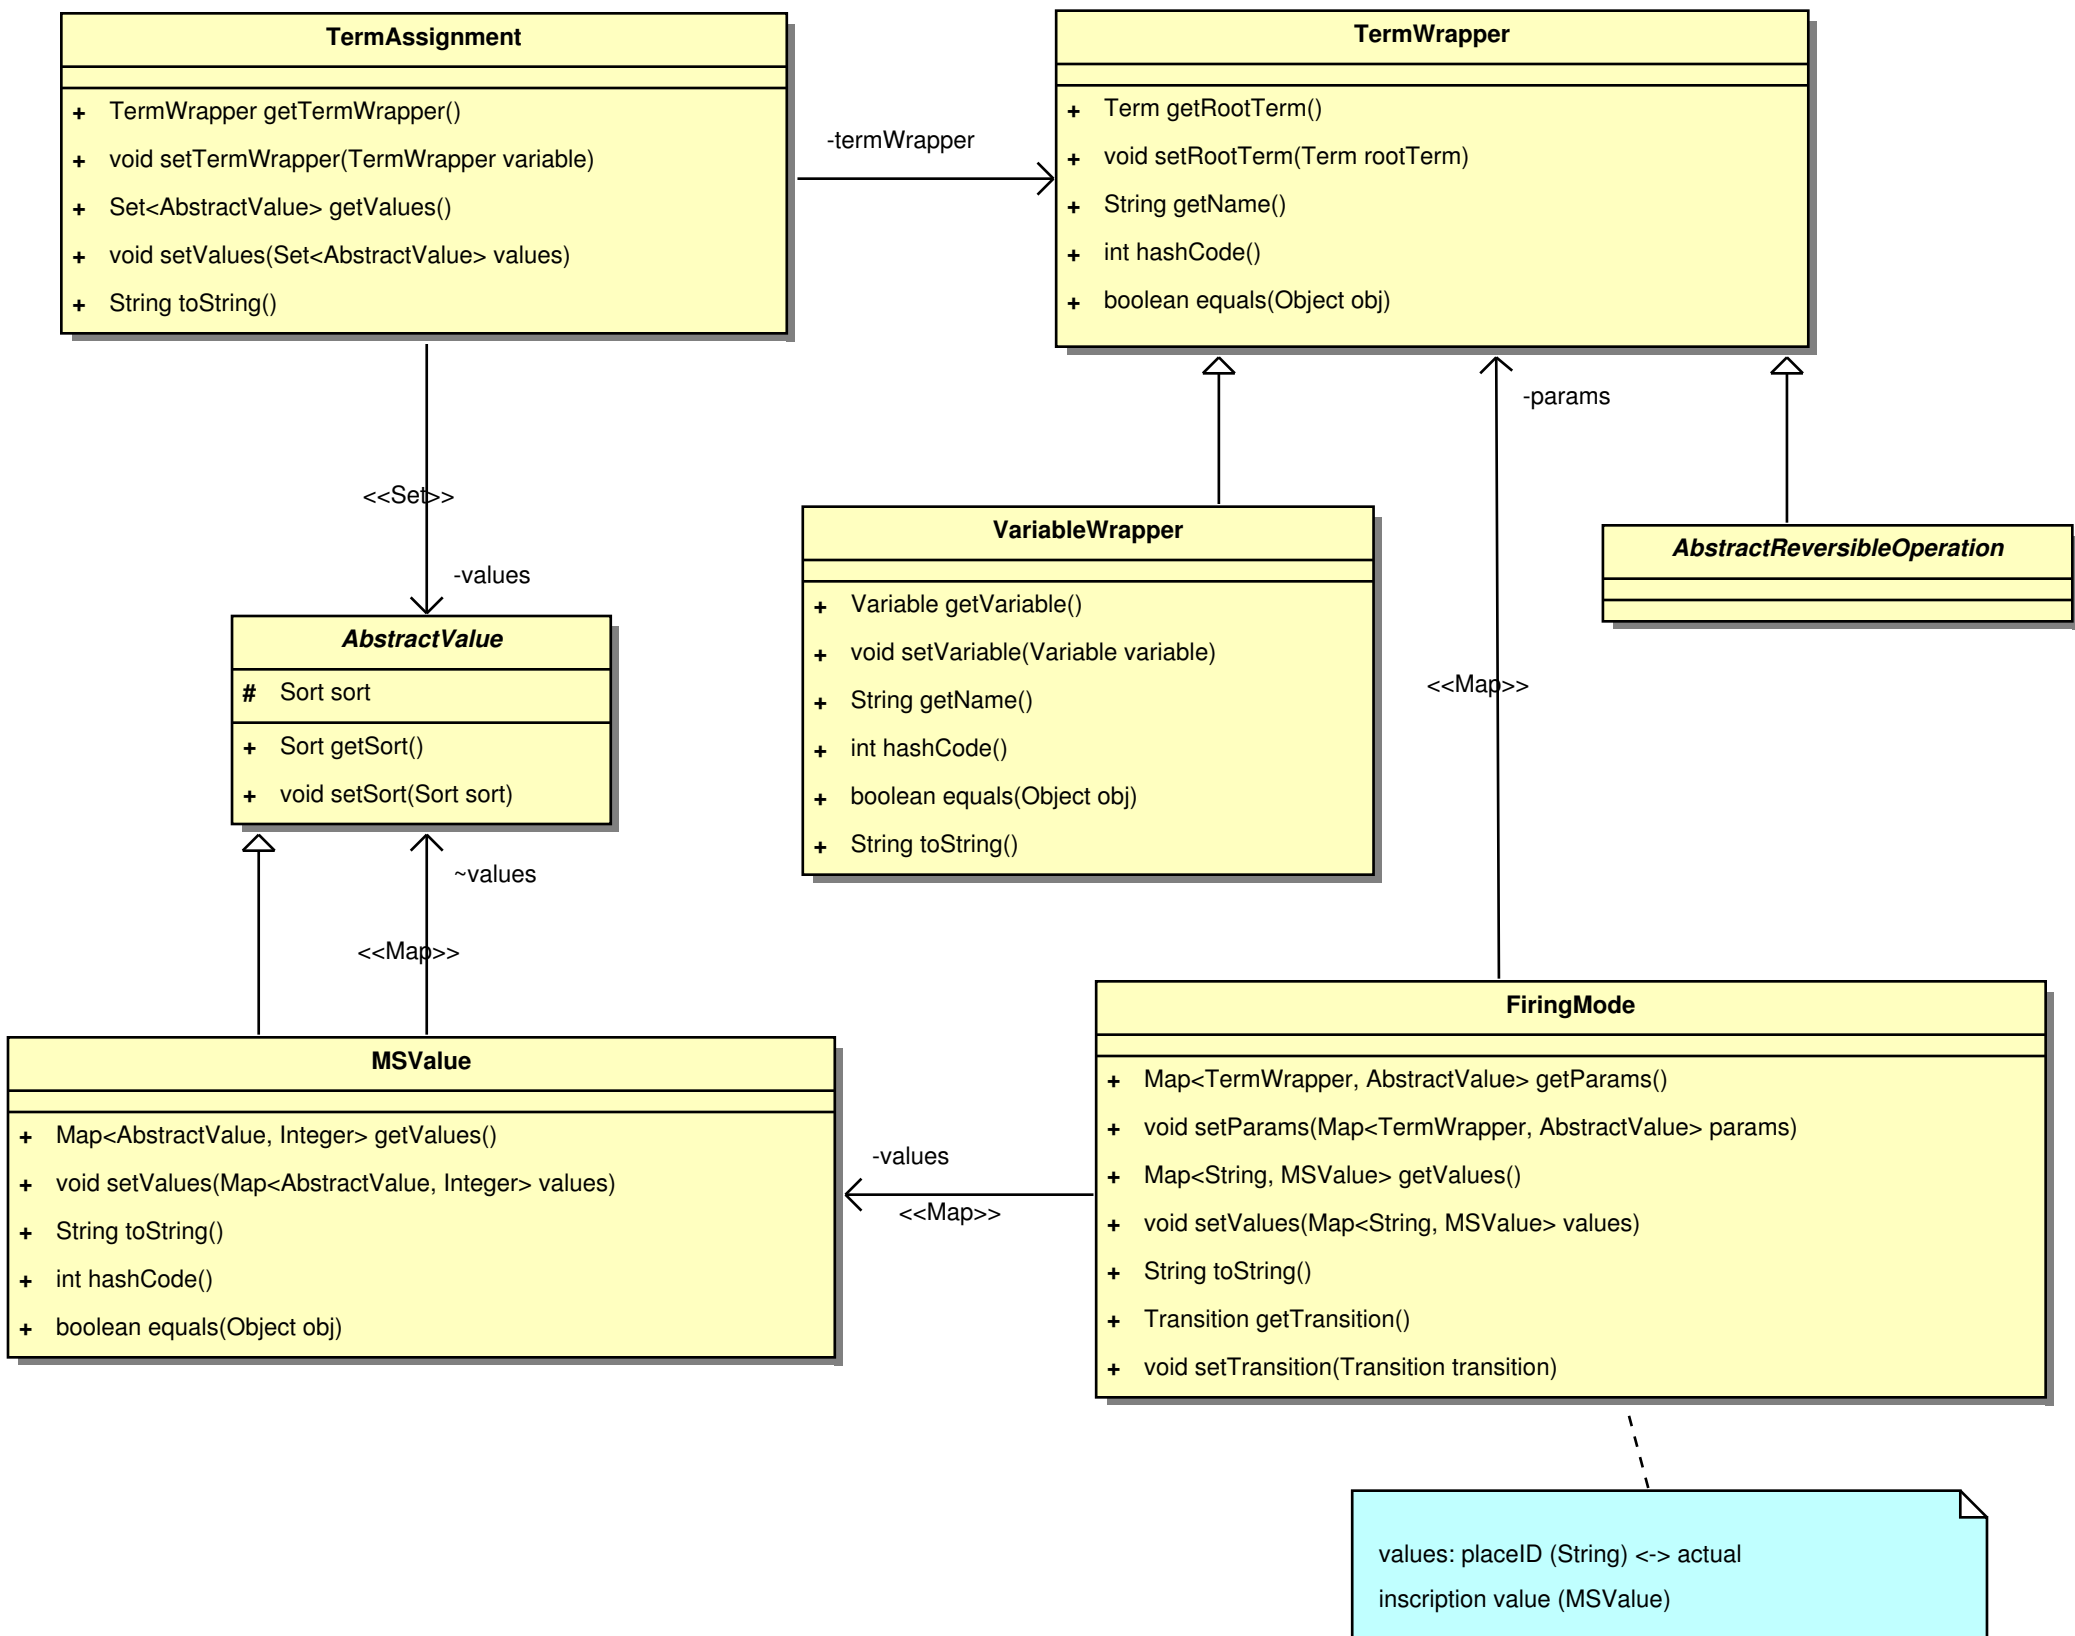 TermAssignment
+ TermWrapper getTermWrapper()
+ void setTermWrapper(TermWrapper variable)
+ Set<AbstractValue> getValues()
+ void setValues(Set<AbstractValue> values)
+ String toString()
-termWrapper
TermWrapper
+ Term getRootTerm()
+ void setRootTerm(Term rootTerm)
+ String getName()
+ int hashCode()
+ boolean equals(Object obj)
-params
<<Set>>
-values
VariableWrapper
+ Variable getVariable()
+ void setVariable(Variable variable)
+ String getName()
+ int hashCode()
+ boolean equals(Object obj)
+ String toString()
AbstractReversibleOperation
<<Map>>
AbstractValue
# Sort sort
+ Sort getSort()
+ void setSort(Sort sort)
~values
<<Map>>
MSValue
+ Map<AbstractValue, Integer> getValues()
+ void setValues(Map<AbstractValue, Integer> values)
+ String toString()
+ int hashCode()
+ boolean equals(Object obj)
-values
<<Map>>
FiringMode
+ Map<TermWrapper, AbstractValue> getParams()
+ void setParams(Map<TermWrapper, AbstractValue> params)
+ Map<String, MSValue> getValues()
+ void setValues(Map<String, MSValue> values)
+ String toString()
+ Transition getTransition()
+ void setTransition(Transition transition)
values: placeID (String) <-> actual
inscription value (MSValue)